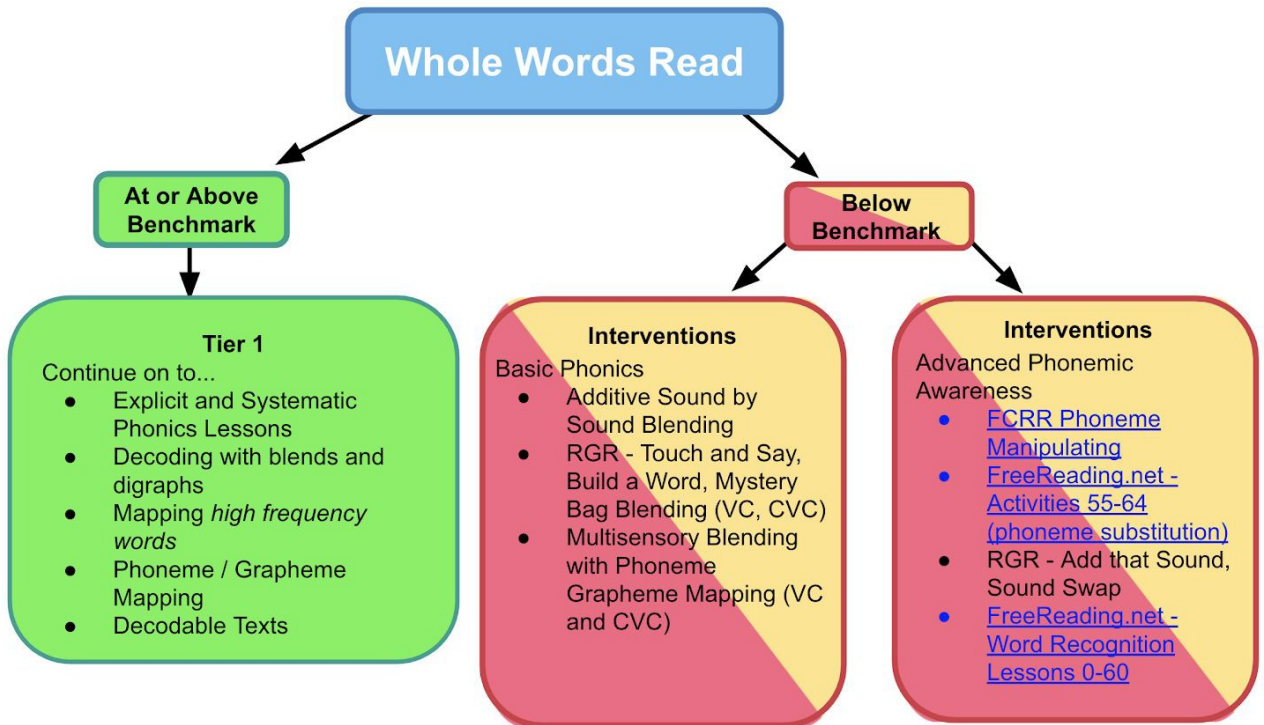 Whole Words Read
At or Above
Benchmark
Below
Benchmark
Tier 1
Continue on to...
● Explicit and Systematic
Phonics Lessons
● Decoding with blends and
digraphs
● Mapping high frequency
words
● Phoneme / Grapheme
Mapping
● Decodable Texts
Interventions
Basic Phonics
● Additive Sound by
Sound Blending
● RGR - Touch and Say,
Build a Word, Mystery
Bag Blending (VC, CVC)
● Multisensory Blending
with Phoneme
Grapheme Mapping (VC
and CVC)
Interventions
Advanced Phonemic
Awareness
● FCRR Phoneme
Manipulating
● FreeReading.net -
Activities 55-64
(phoneme substitution)
● RGR - Add that Sound,
Sound Swap
● FreeReading.net -
Word Recognition
Lessons 0-60